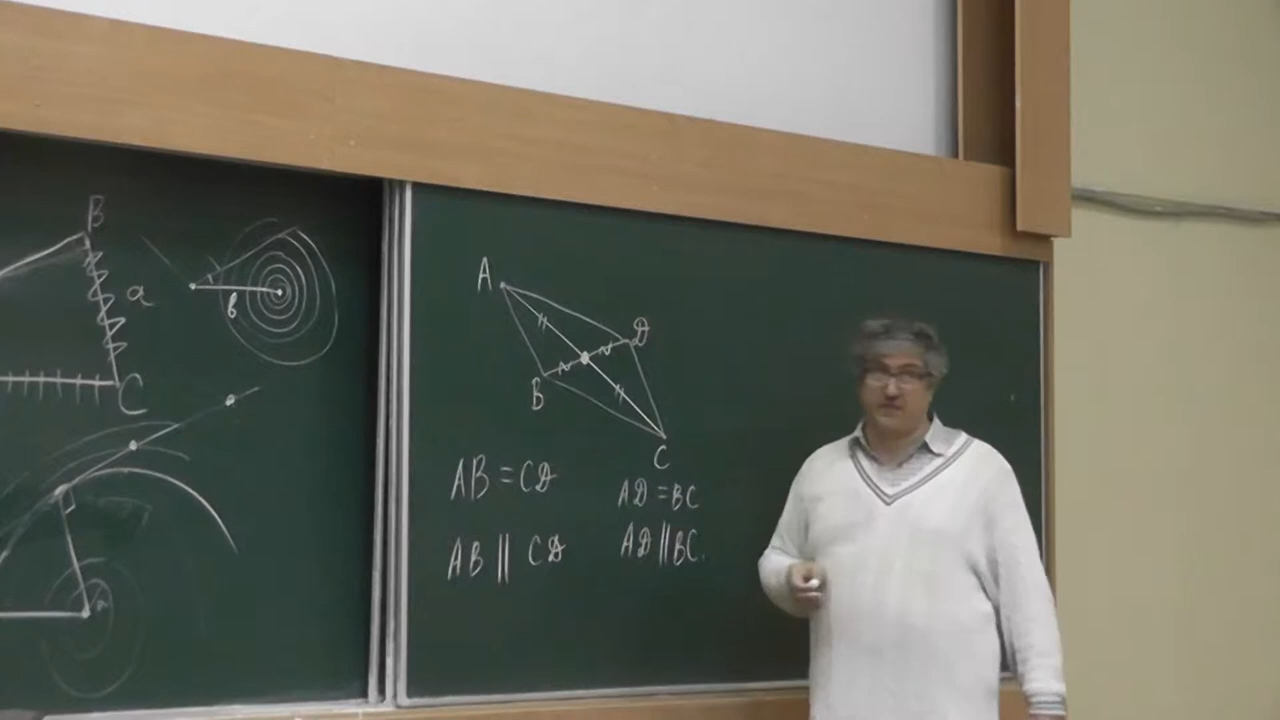 B
a
b
C
A
D
B
C
AB = CD
AD = BC
AB || CD
AD || BC.